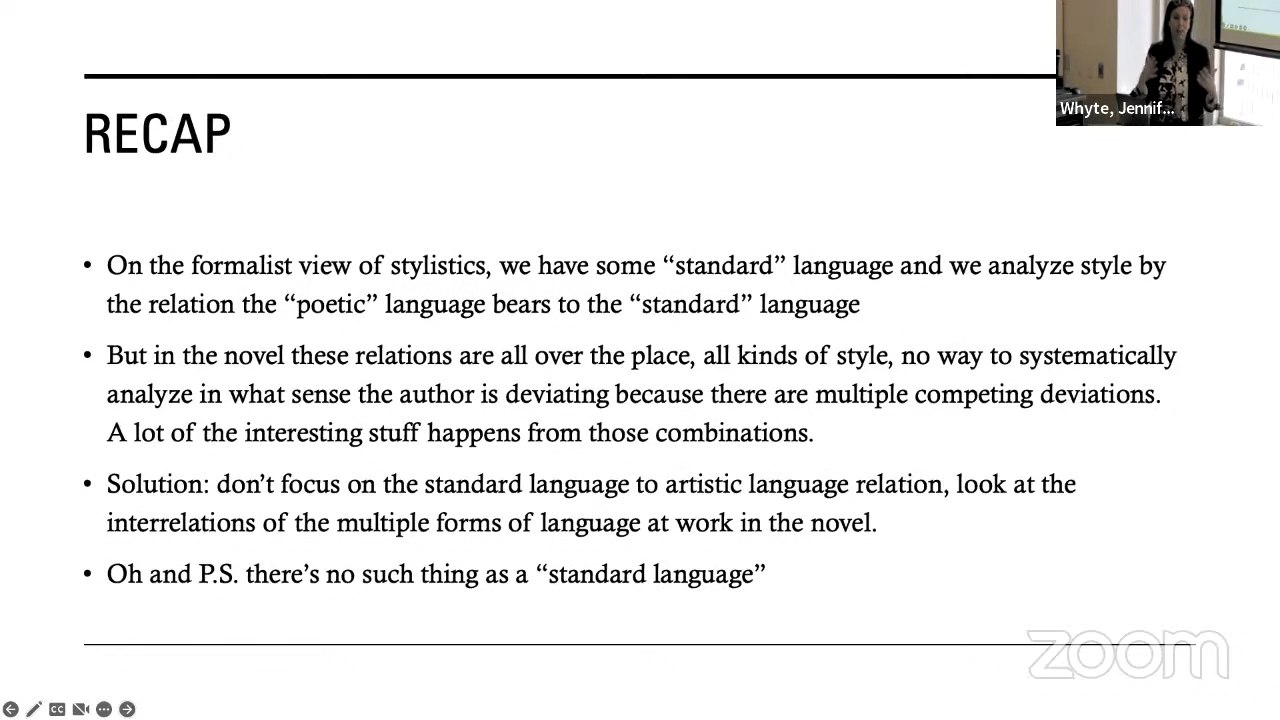 Whyte, Jennif...
RECAP
• On the formalist view of stylistics, we have some “standard” language and we analyze style by
the relation the “poetic” language bears to the “standard” language
• But in the novel these relations are all over the place, all kinds of style, no way to systematically
analyze in what sense the author is deviating because there are multiple competing deviations.
A lot of the interesting stuff happens from those combinations.
• Solution: don’t focus on the standard language to artistic language relation, look at the
interrelations of the multiple forms of language at work in the novel.
• Oh and P.S. there’s no such thing as a “standard language”
zoom
CC